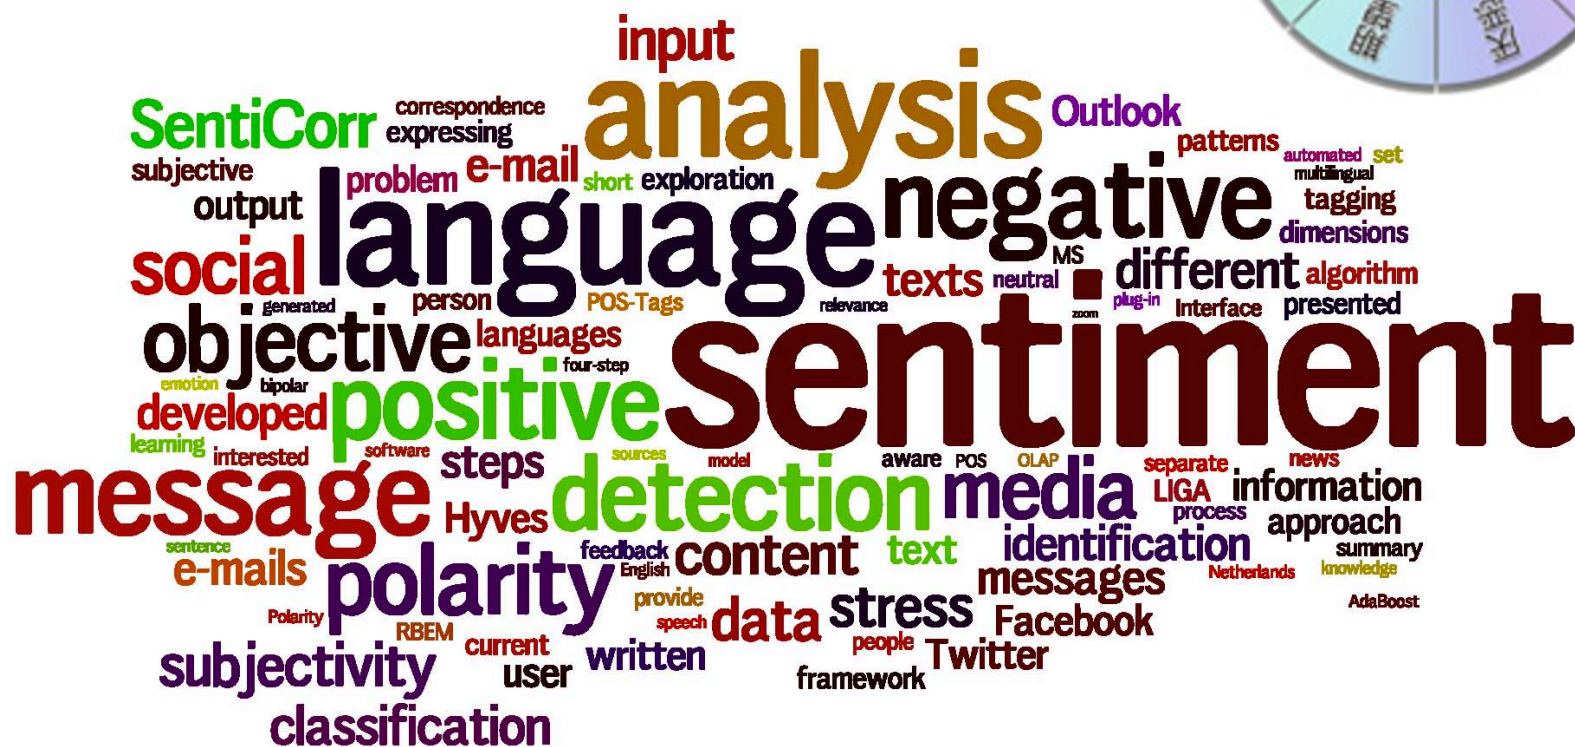 input
analysis
SentiCorr
correspondence
expressing
Outlook
patterns
automated
set
subjective
problem
e-mail
short
exploration
multilingual
output
language
negative
tagging
dimensions
social
MS
texts
neutral
different
algorithm
generated
person
POS-Tags
relevance
plug-in
Interface
presented
zoom
objective
languages
sentiment
four-step
emotion
bipolar
developed
positive
learning
interested
software
steps
sources
model
aware
POS
OLAP
separate
news
message
Hyves
detection
media
LIGA
information
process
approach
sentence
e-mails
polarity
feedback
English
content
text
identification
summary
messages
Netherlands
knowledge
Polarity
RBEM
provide
speech
data
stress
Facebook
AdaBoost
current
people
Twitter
subjectivity
user
written
framework
classification